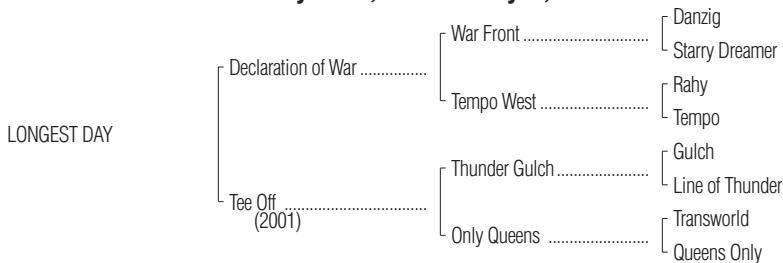 Danzig
War Front ......................................
Starry Dreamer
Declaration of War ................
Rahy
Tempo West .................................
Tempo
LONGEST DAY
Gulch
Thunder Gulch ............................
Line of Thunder
Tee Off ...................................
(2001)
Transworld
Only Queens ..............................
Queens Only